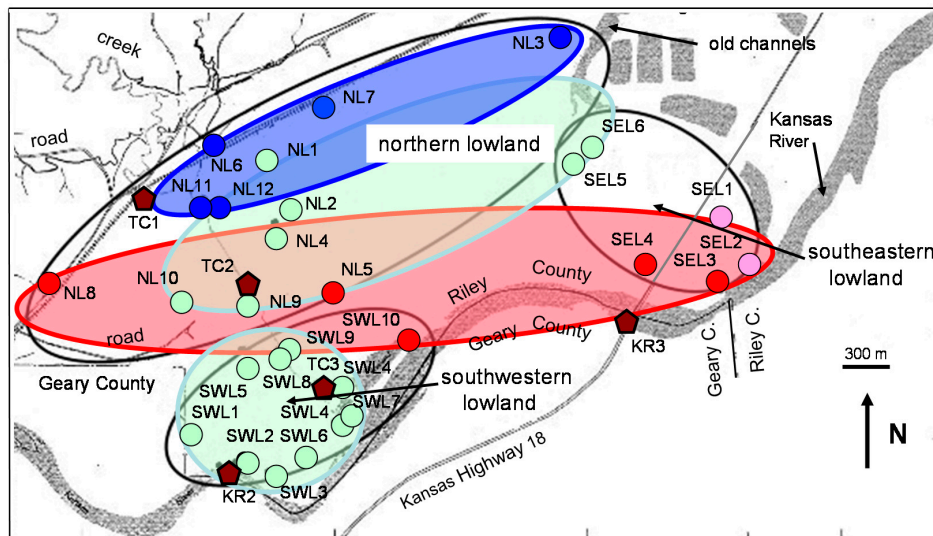 NL3
old channels
creek
NL7
Kansas
River
SEL6
road
NL1
northern lowland
NL6
SEL5
NL11
NL12
SEL1
NL2
TC1
NL4
SEL2
southeastern
lowland
TC2
SEL4
SEL3
NL10
NL5
County
NL8
Riley
NL9
road
SWL10
County
Geary
Geary C.
Riley C.
SWL9
KR3
300 m
TC3
Geary County
SWL8
SWL4
SWL5
southwestern
lowland
SWL1
SWL4
SWL7
SWL2
SWL6
N
Kansas Highway 18
KR2
SWL3